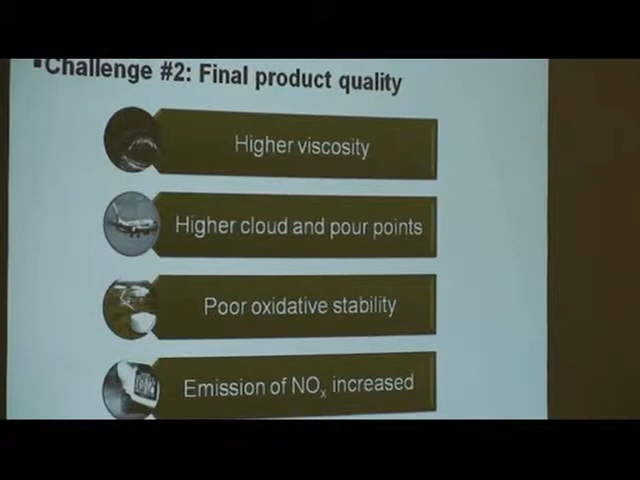 ▪Challenge #2: Final product quality
Higher viscosity
Higher cloud and pour points
Poor oxidative stability
Emission of NOx increased